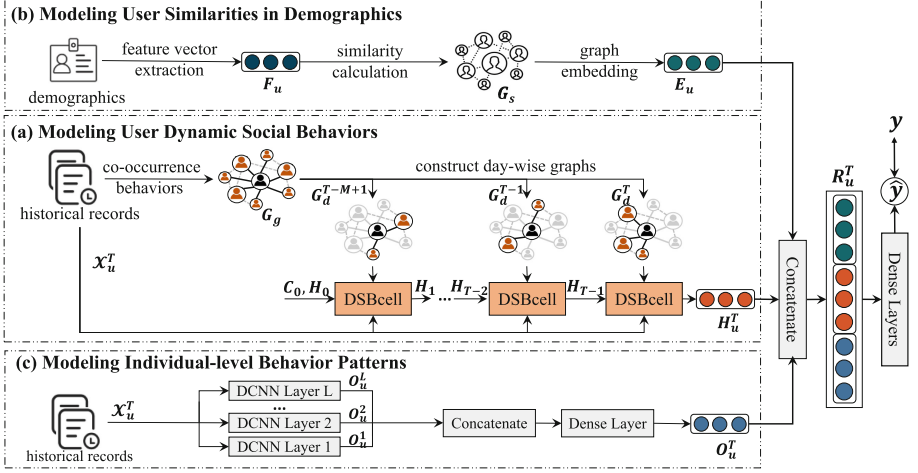 (b) Modeling User Similarities in Demographics
demographics
feature vector
extraction
F_u
similarity
calculation
G_s
graph
embedding
E_u
(a) Modeling User Dynamic Social Behaviors
historical records
co-occurrence
behaviors
G_g
construct day-wise graphs
G_d^{T-M+1}
G_d^{T-1}
G_d^T
X_u^T
C_0, H_0
DSBcell
H_1
...
H_{T-2}
DSBcell
H_{T-1}
DSBcell
H_u^T
(c) Modeling Individual-level Behavior Patterns
historical records
X_u^T
DCNN Layer L
O_u^L
...
DCNN Layer 2
O_u^2
DCNN Layer 1
O_u^1
Concatenate
Dense Layer
O_u^T
Concatenate
R_u^T
y
ŷ
Dense Layers